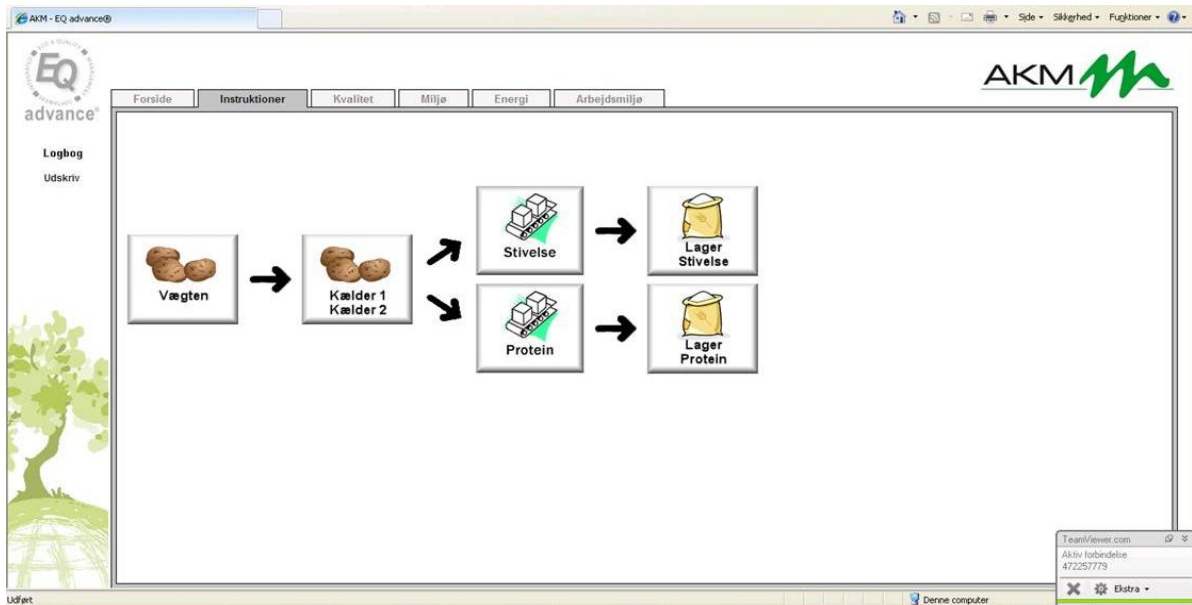 AKM - EQ advance®
Side
Sikkerhed
Funktioner
EQ
advance®
AKM
Forside
Instruktioner
Kvalitet
Miljø
Energi
Arbejdsmiljø
Logbog
Udskriv
Vægten
Kælder 1
Kælder 2
Stivelse
Lager
Stivelse
Protein
Lager
Protein
TeamViewer.com
Aktiv forbindelse
472257779
Ekstra
Udført
Denne computer